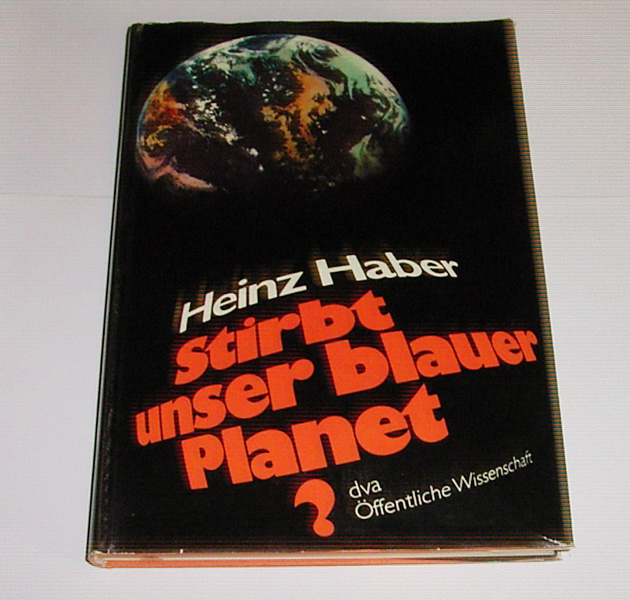 Heinz Haber
Stirbt
unser blauer
Planet
?
dva
Öffentliche Wissenschaft